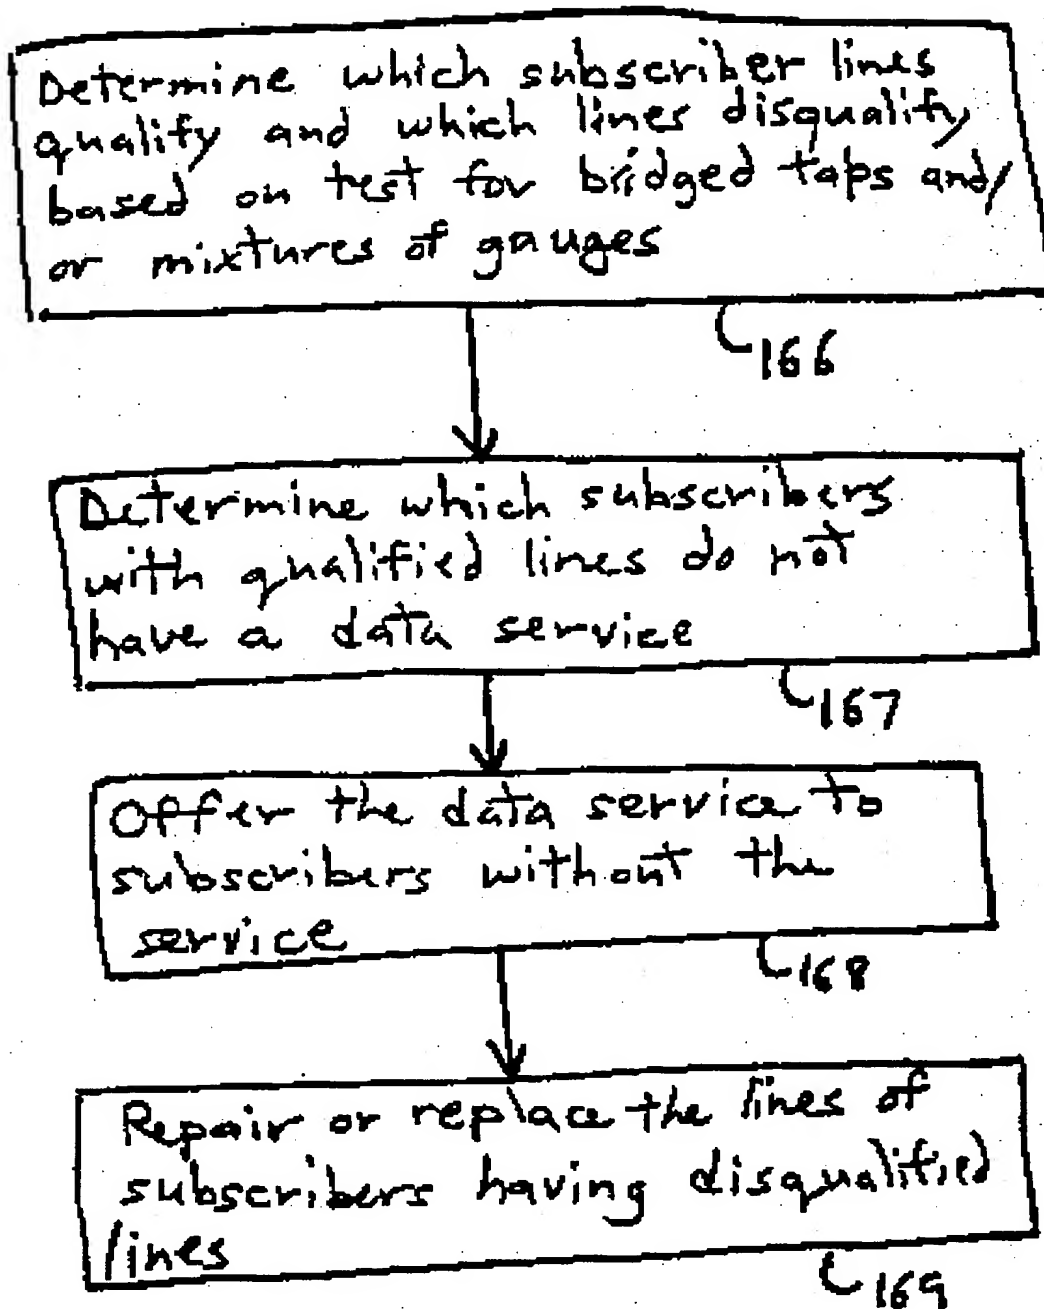 Determine which subscriber lines
qualify and which lines disqualify
based on test for bridged taps and/
or mixtures of gauges
166
Determine which subscribers
with qualified lines do not
have a data service
167
Offer the data service to
subscribers without the
service
168
Repair or replace the lines of
subscribers having disqualified
lines
169